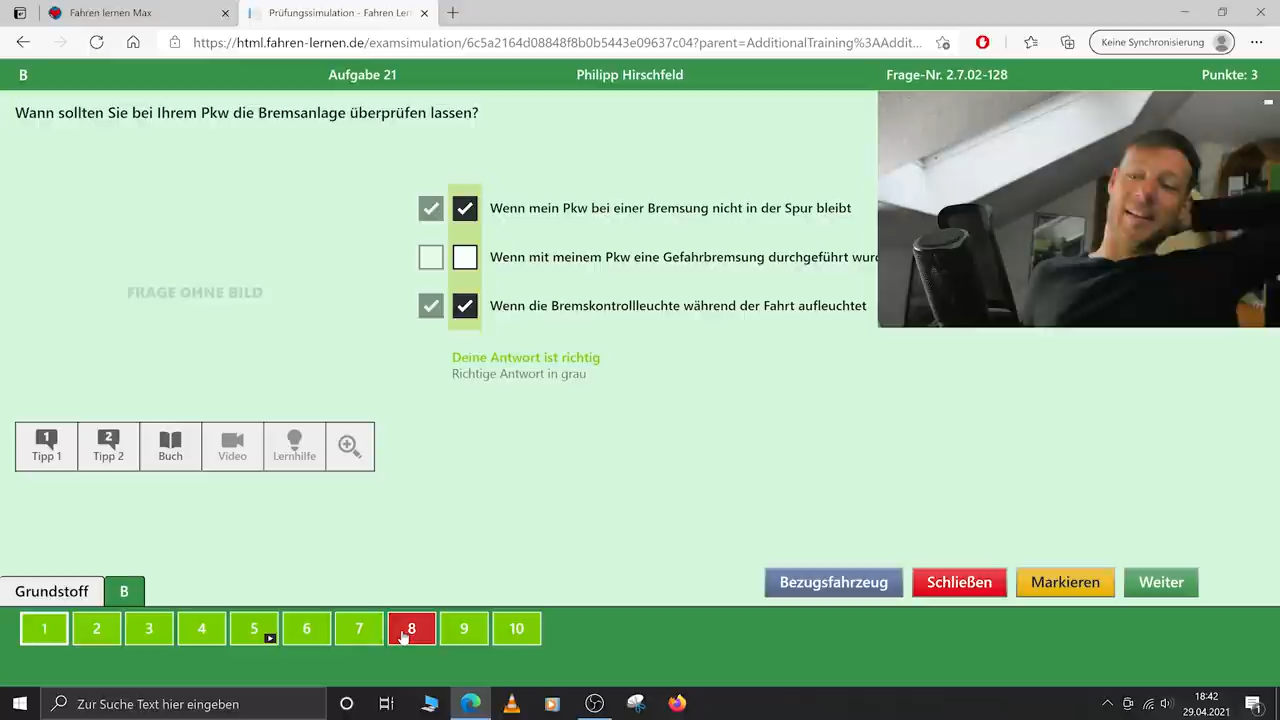 Fahren lernen Max
Prüfungssimulation - Fahren Ler
https://html.fahren-lernen.de/examsimulation/6c5a2164d08848f8b0b5443e09637c04?parent=AdditionalTraining%3AAddit...
Keine Synchronisierung
B
Aufgabe 21
Philipp Hirschfeld
Frage-Nr. 2.7.02-128
Punkte: 3
Wann sollten Sie bei Ihrem Pkw die Bremsanlage überprüfen lassen?
Wenn mein Pkw bei einer Bremsung nicht in der Spur bleibt
Wenn mit meinem Pkw eine Gefahrbremsung durchgeführt wurd
Wenn die Bremskontrollleuchte während der Fahrt aufleuchtet
FRAGE OHNE BILD
Deine Antwort ist richtig
Richtige Antwort in grau
1 2
Tipp 1 Tipp 2 Buch Video Lernhilfe
Bezugsfahrzeug Schließen Markieren Weiter
Grundstoff B
1 2 3 4 5 6 7 8 9 10
Zur Suche Text hier eingeben
18:42
29.04.2021